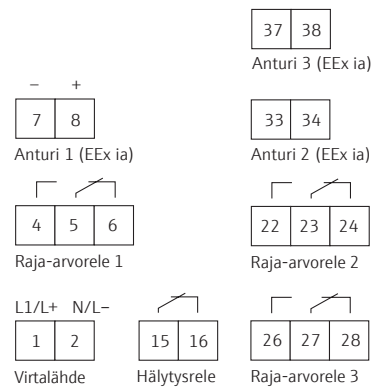 37 38
Anturi 3 (EEx ia)
– +
7 8
33 34
Anturi 1 (EEx ia)
Anturi 2 (EEx ia)
4 5 6
22 23 24
Raja-arvorele 1
Raja-arvorele 2
L1/L+ N/L–
1 2
15 16
26 27 28
Virtalähde
Hälytysrele
Raja-arvorele 3